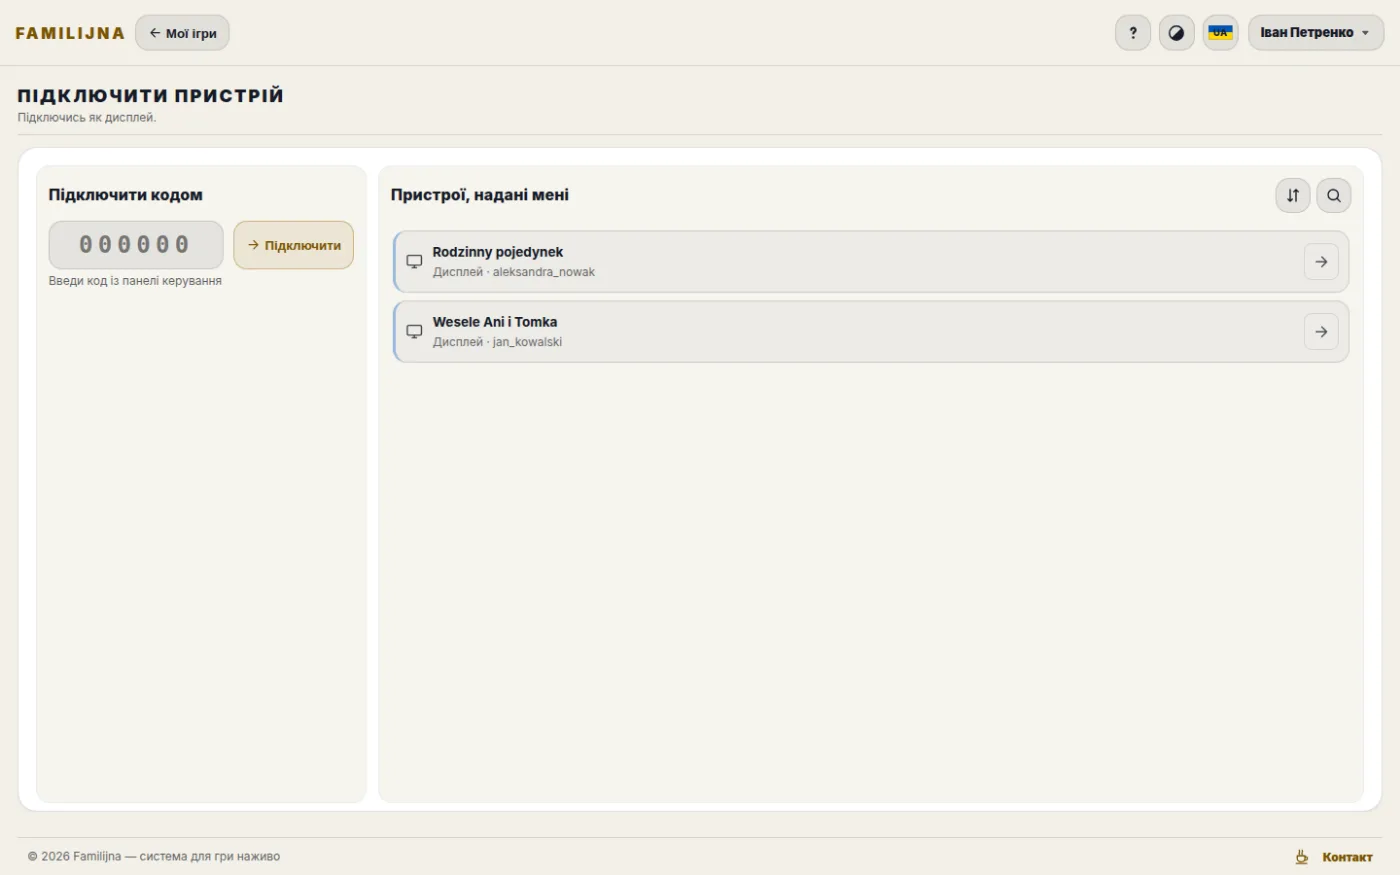 FAMILIJNA
← Мої ігри
?
UA
Іван Петренко
ПІДКЛЮЧИТИ ПРИСТРІЙ
Підключись як дисплей.
Підключити кодом
000000
→ Підключити
Введи код із панелі керування
Пристрої, надані мені
Rodzinny pojedynek
Дисплей · aleksandra_nowak
Wesele Ani i Tomka
Дисплей · jan_kowalski
© 2026 Familijna — система для гри наживо
Контакт